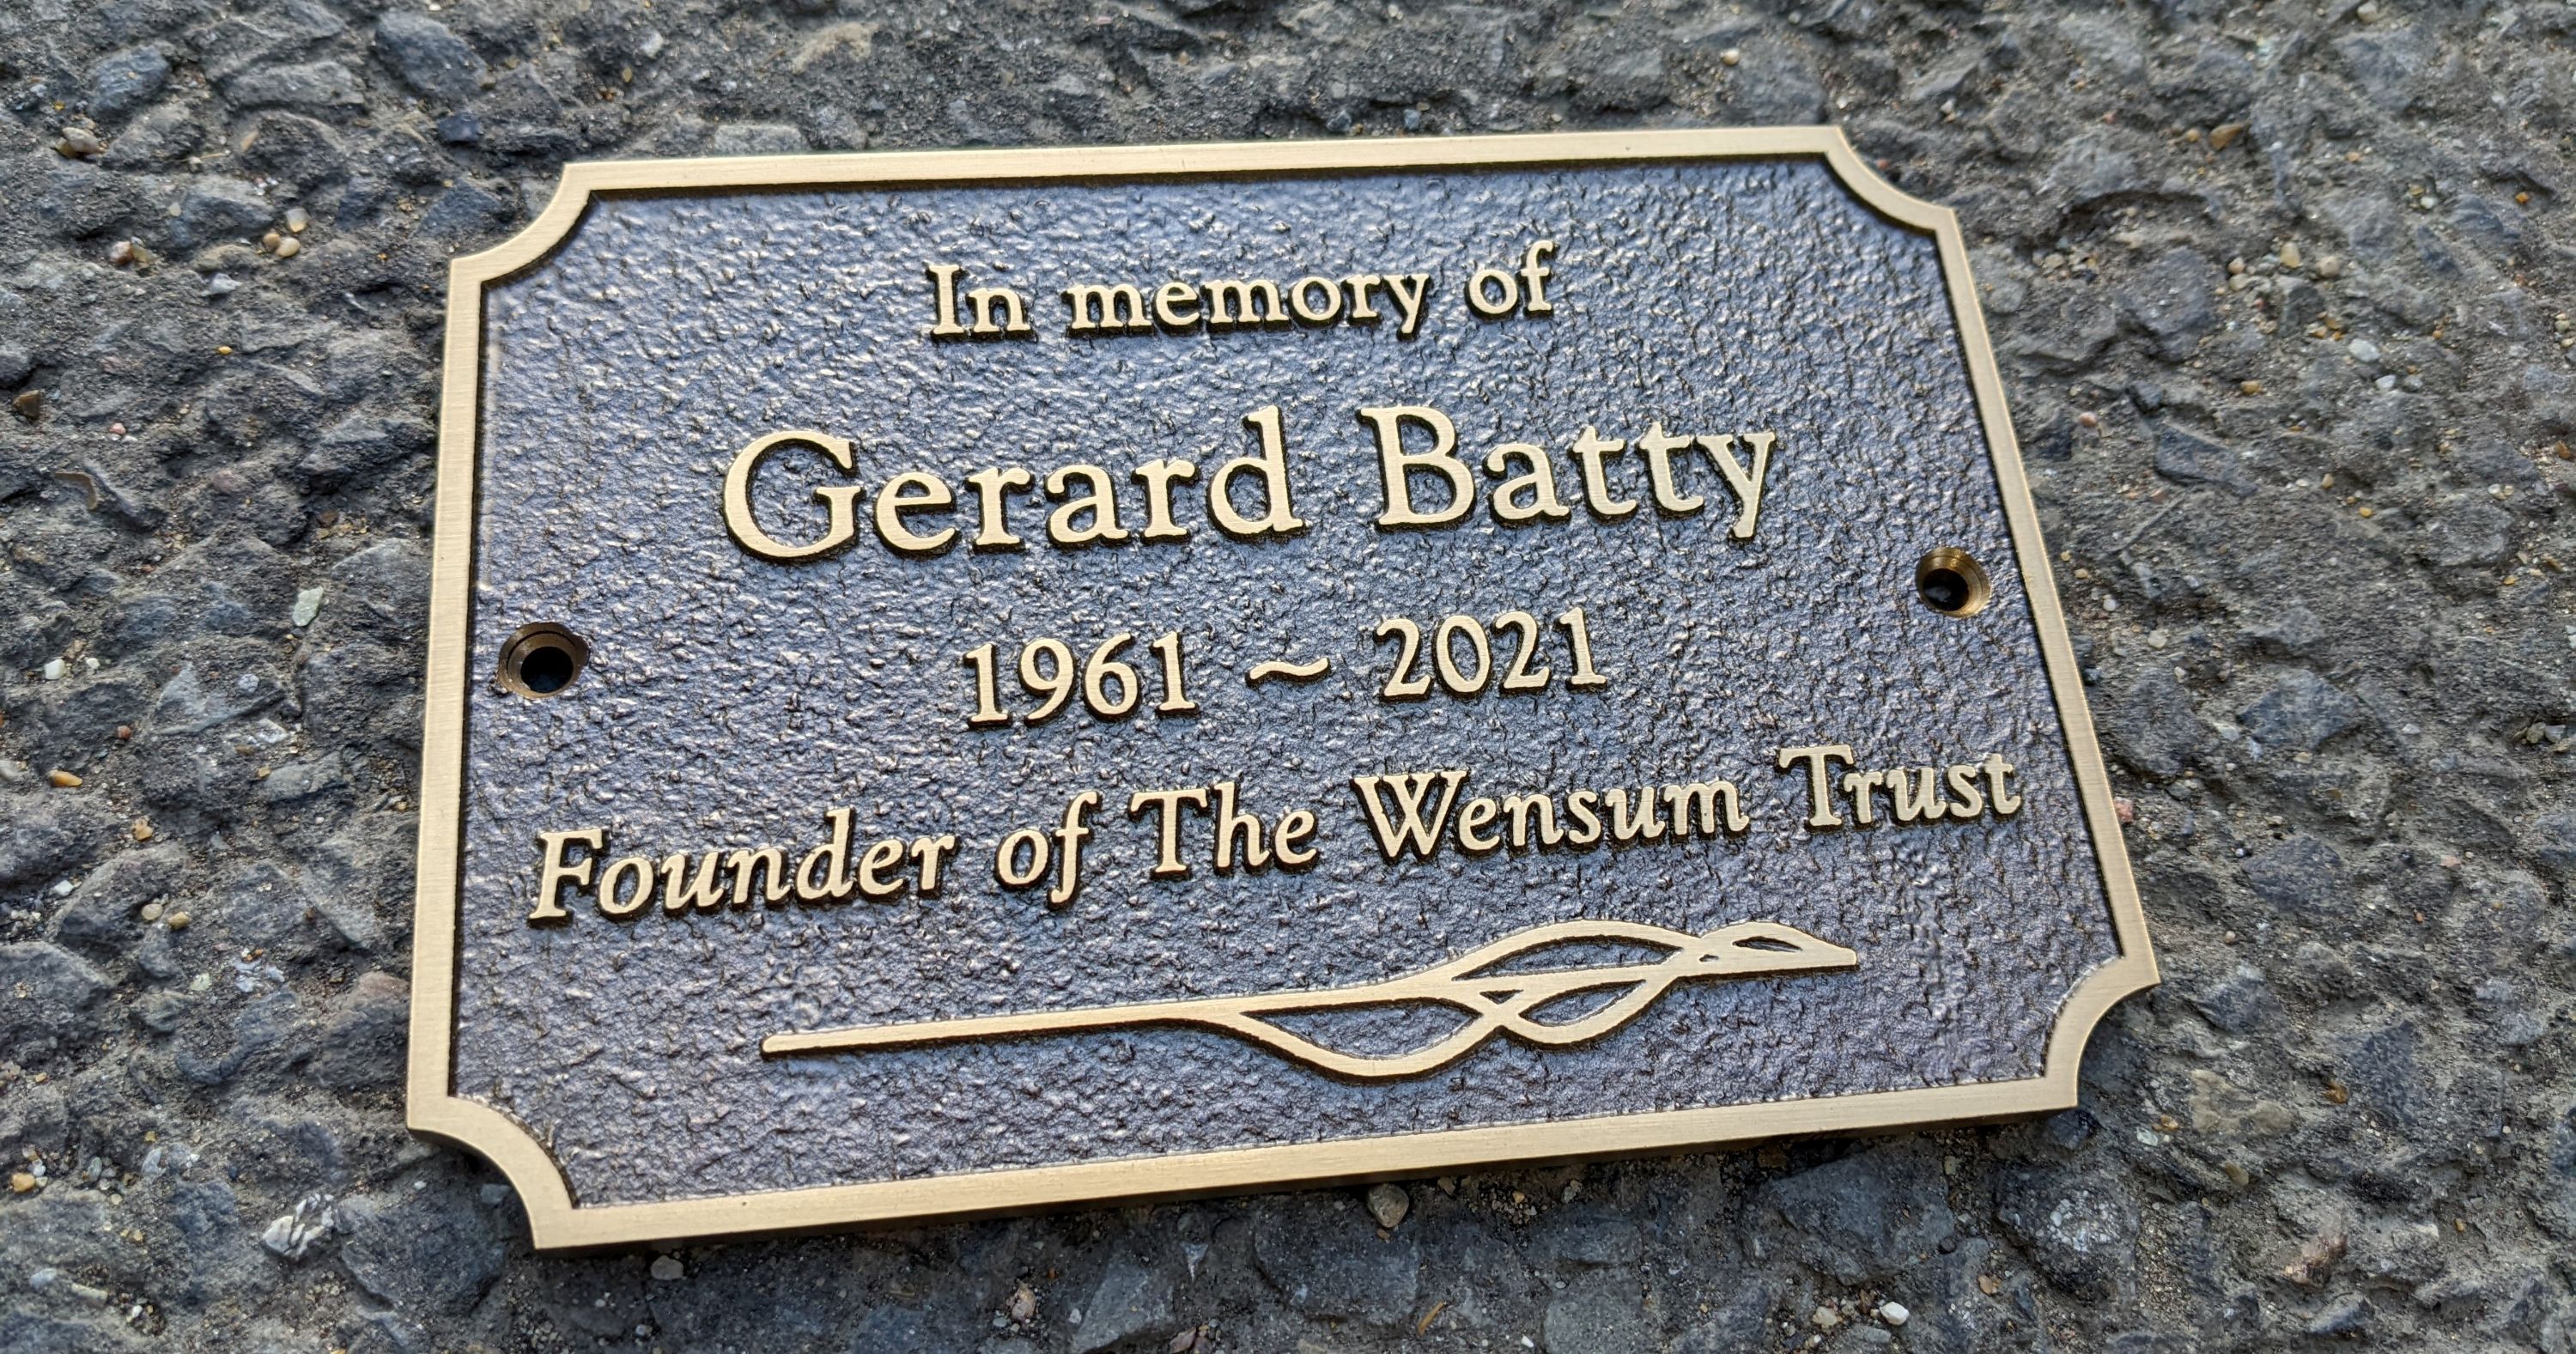 In memory of
Gerard Batty
1961 ~ 2021
Founder of The Wensum Trust